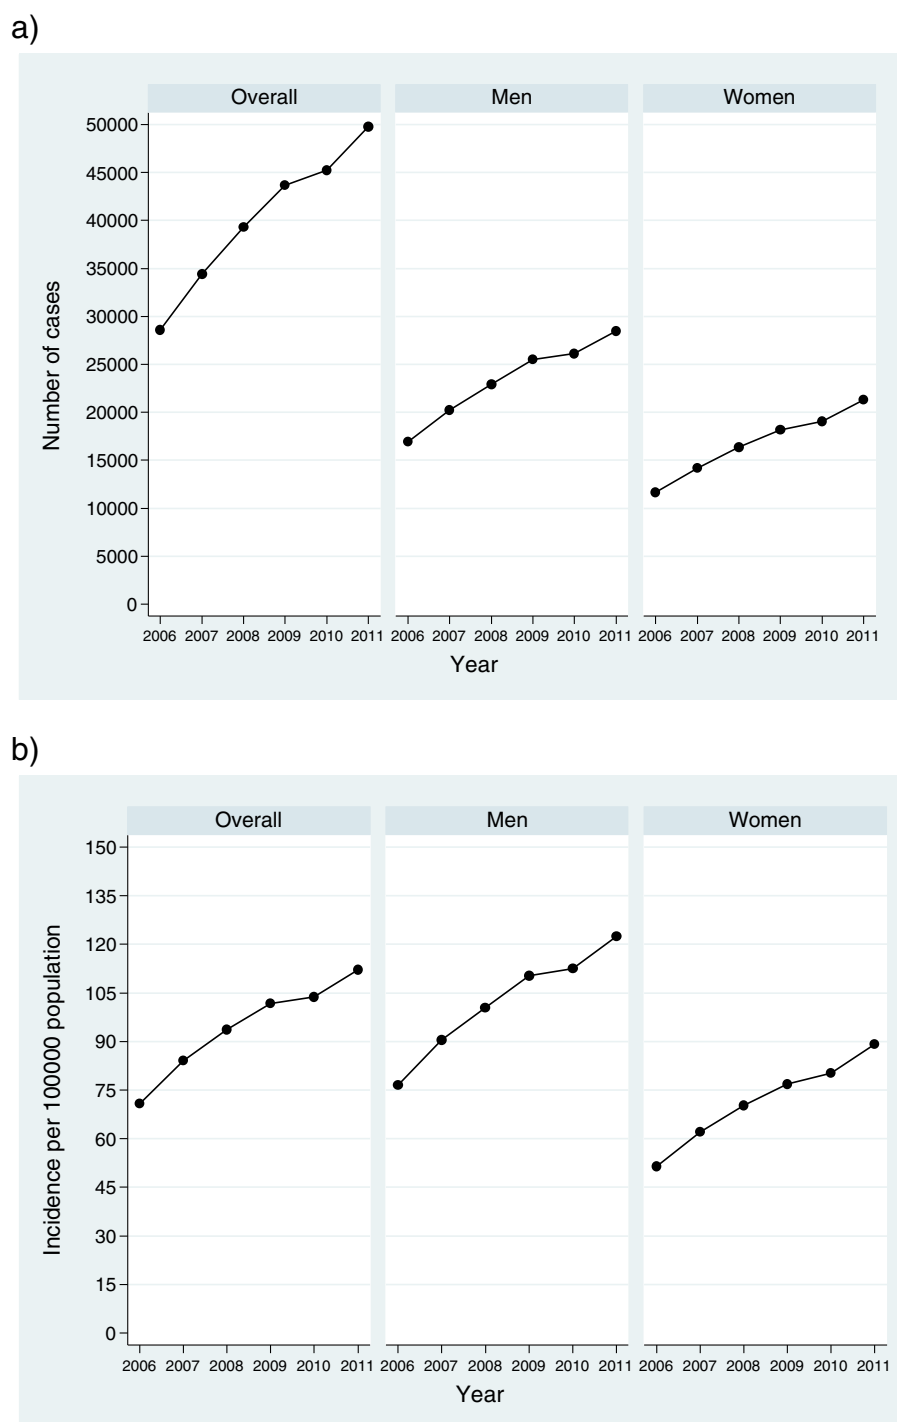 a)
Overall Men Women
50000
45000
40000
35000
30000
25000
20000
15000
10000
5000
0
Number of cases
2006 2007 2008 2009 2010 2011 2006 2007 2008 2009 2010 2011 2006 2007 2008 2009 2010 2011
Year
b)
Overall Men Women
150
135
120
105
90
75
60
45
30
15
0
Incidence per 100000 population
2006 2007 2008 2009 2010 2011 2006 2007 2008 2009 2010 2011 2006 2007 2008 2009 2010 2011
Year